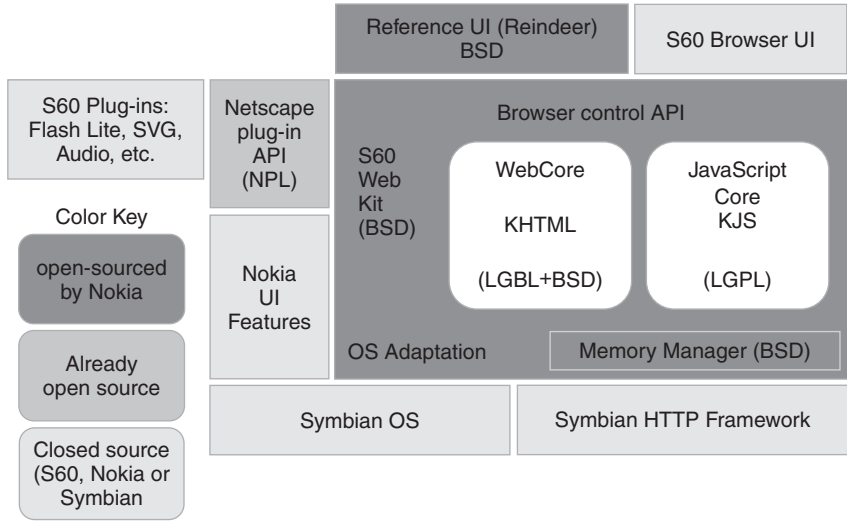 Reference UI (Reindeer)
BSD
S60 Browser UI
S60 Plug-ins:
Flash Lite, SVG,
Audio, etc.
Netscape
plug-in
API
(NPL)
Browser control API
S60
Web
Kit
(BSD)
WebCore
KHTML
(LGBL+BSD)
JavaScript
Core
KJS
(LGPL)
Color Key
open-sourced
by Nokia
Nokia
UI
Features
OS Adaptation
Memory Manager (BSD)
Already
open source
Symbian OS
Symbian HTTP Framework
Closed source
(S60, Nokia or
Symbian